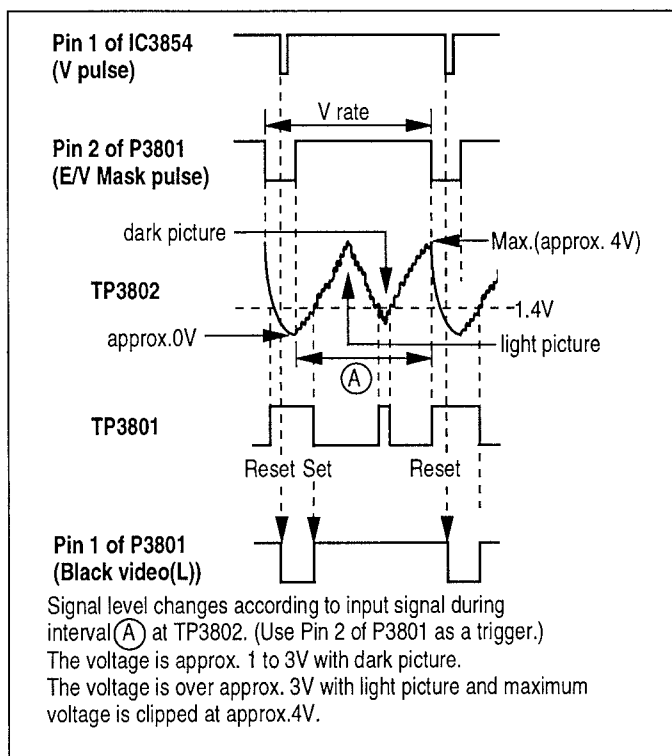 Pin 1 of IC3854
(V pulse)
V rate
Pin 2 of P3801
(E/V Mask pulse)
dark picture
Max.(approx. 4V)
TP3802
1.4V
approx.0V
light picture
A
TP3801
Reset Set Reset
Pin 1 of P3801
(Black video(L))
Signal level changes according to input signal during
interval (A) at TP3802. (Use Pin 2 of P3801 as a trigger.)
The voltage is approx. 1 to 3V with dark picture.
The voltage is over approx. 3V with light picture and maximum
voltage is clipped at approx.4V.